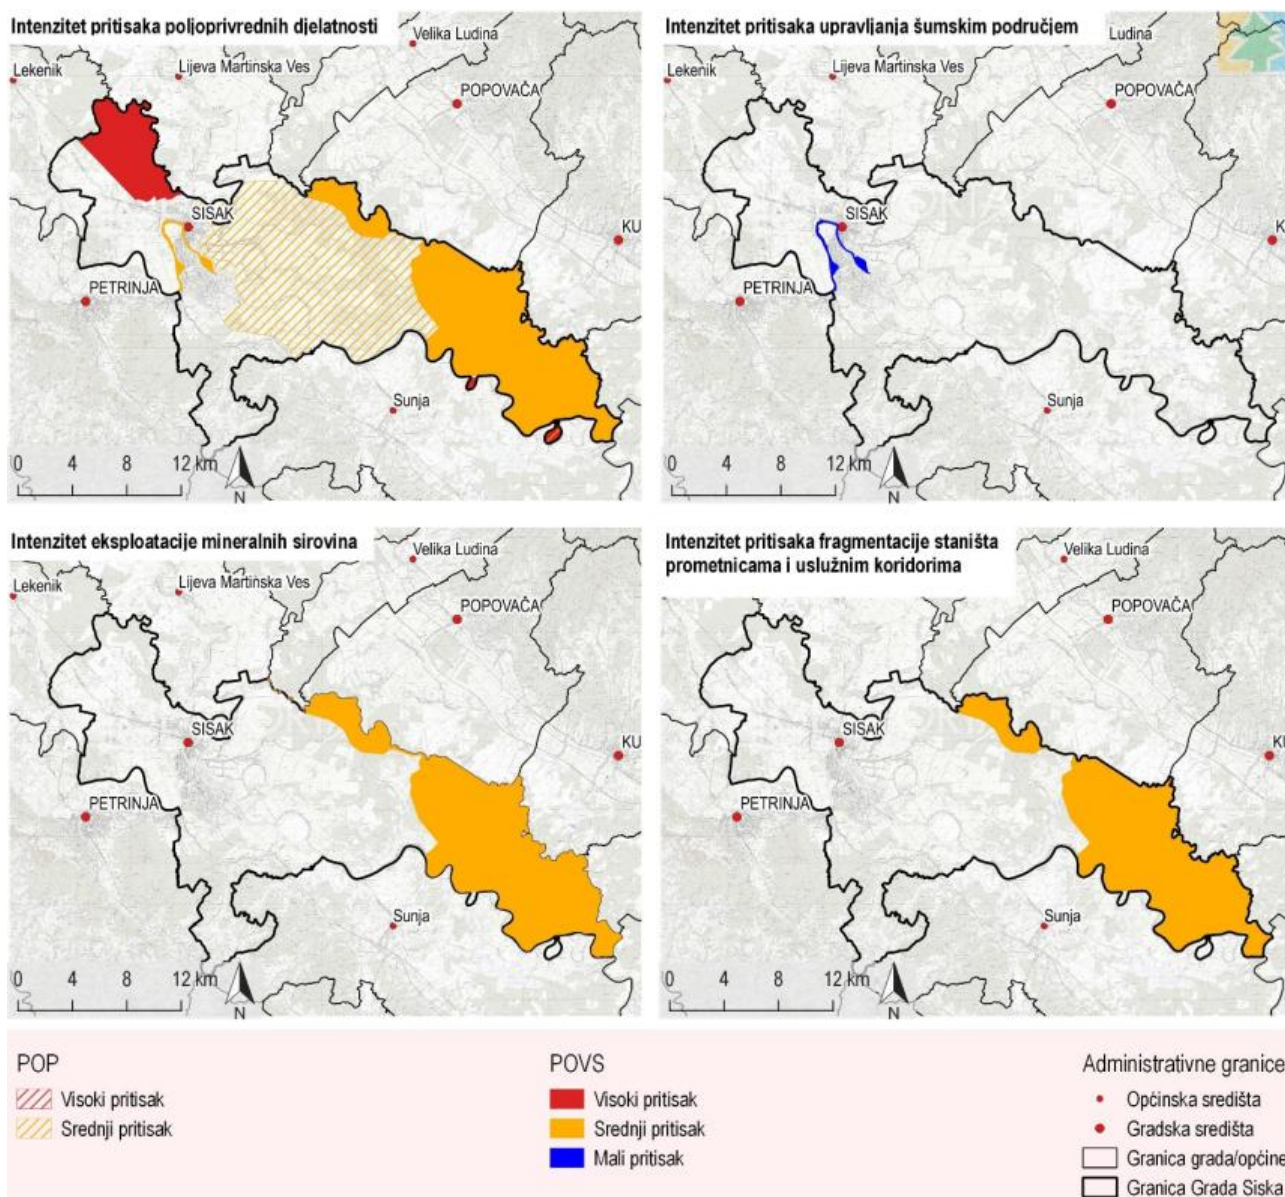 Intenzitet pritisaka poljoprivrednih djelatnosti
Velika Ludina
Lekenik
Lijeva Martinska Ves
POPOVAČA
SISAK
KU
PETRINJA
Sunja
0 4 8 12 km
N
Intenzitet pritisaka upravljanja šumskim područjem
Ludina
Lekenik
Lijeva Martinska Ves
POPOVAČA
SISAK
K
PETRINJA
Sunja
0 4 8 12 km
N
Intenzitet eksploatacije mineralnih sirovina
Velika Ludina
Lekenik
Lijeva Martinska Ves
POPOVAČA
SISAK
KU
PETRINJA
Sunja
0 4 8 12 km
N
Intenzitet pritisaka fragmentacije staništa
prometnicama i uslužnim koridorima
Velika Ludina
POPOVAČA
SISAK
KU
PETRINJA
Sunja
0 4 8 12 km
N
POP
Visoki pritisak
Srednji pritisak
POVS
Visoki pritisak
Srednji pritisak
Mali pritisak
Administrativne granice
Općinska središta
Gradska središta
Granica grada/općine
Granica Grada Siska